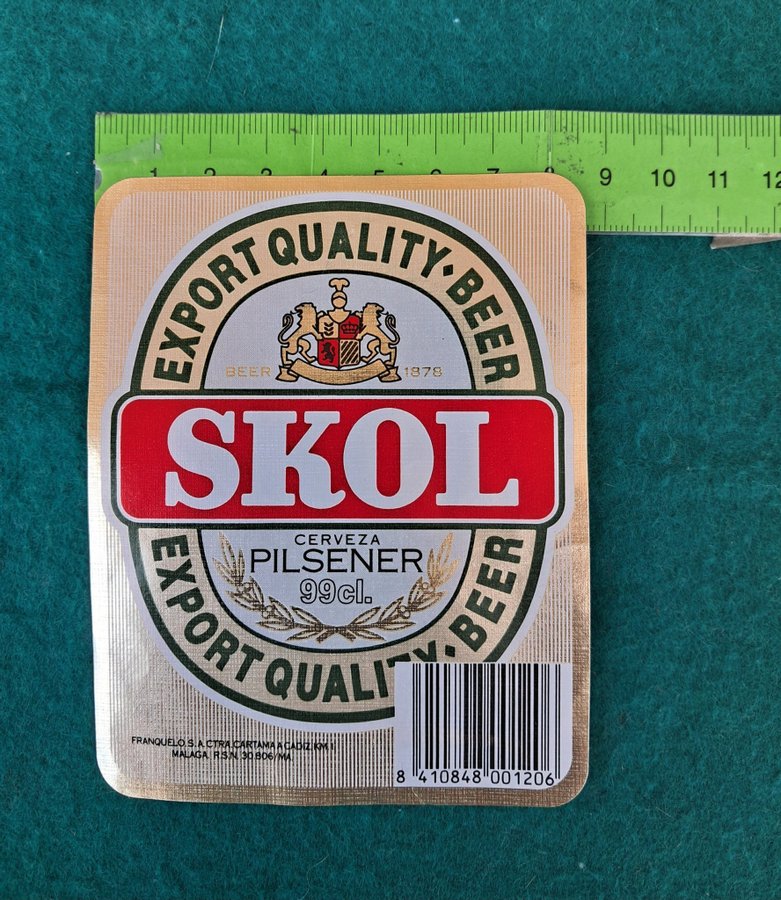 1 2 3 4 5 6 7 8 9 10 11 12
EXPORT QUALITY·BEER
BEER 1878
SKOL
CERVEZA
PILSENER
99cl.
EXPORT QUALITY·BEER
FRANQUELO. S. A. CTRA. CARTAMA A CADIZ, KM. 1
MALAGA. R.S.N. 30.806/MA.
8 410848 001206